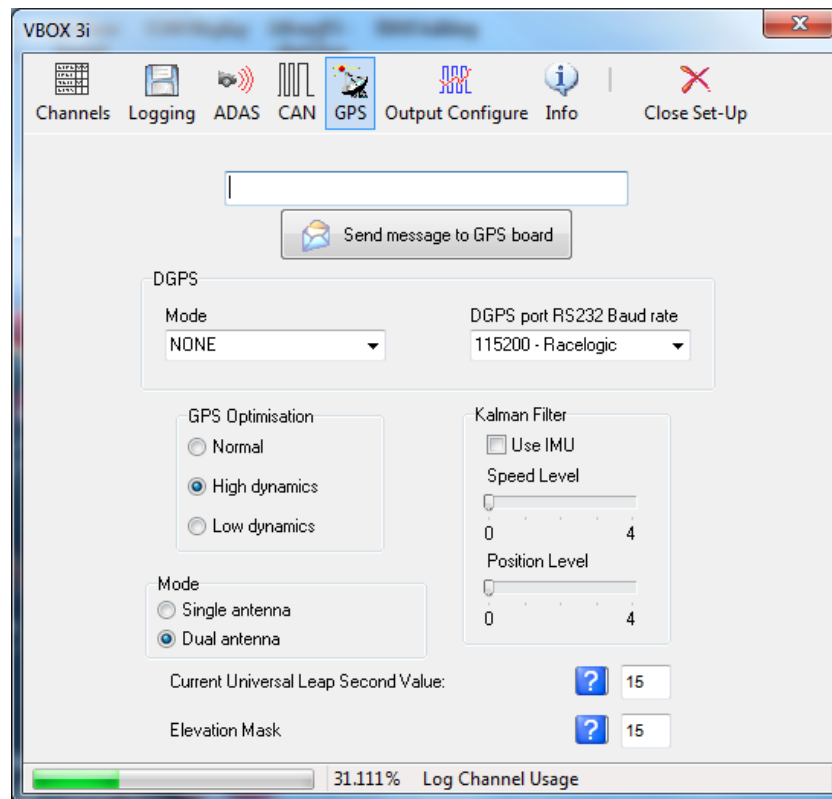 VBOX 3i
Channels Logging ADAS CAN GPS Output Configure Info Close Set-Up
Send message to GPS board
DGPS
Mode DGPS port RS232 Baud rate
NONE 115200 - Racelogic
GPS Optimisation
Normal
High dynamics
Low dynamics
Kalman Filter
Use IMU
Speed Level
0 4
Position Level
0 4
Mode
Single antenna
Dual antenna
Current Universal Leap Second Value: ? 15
Elevation Mask ? 15
31.111% Log Channel Usage